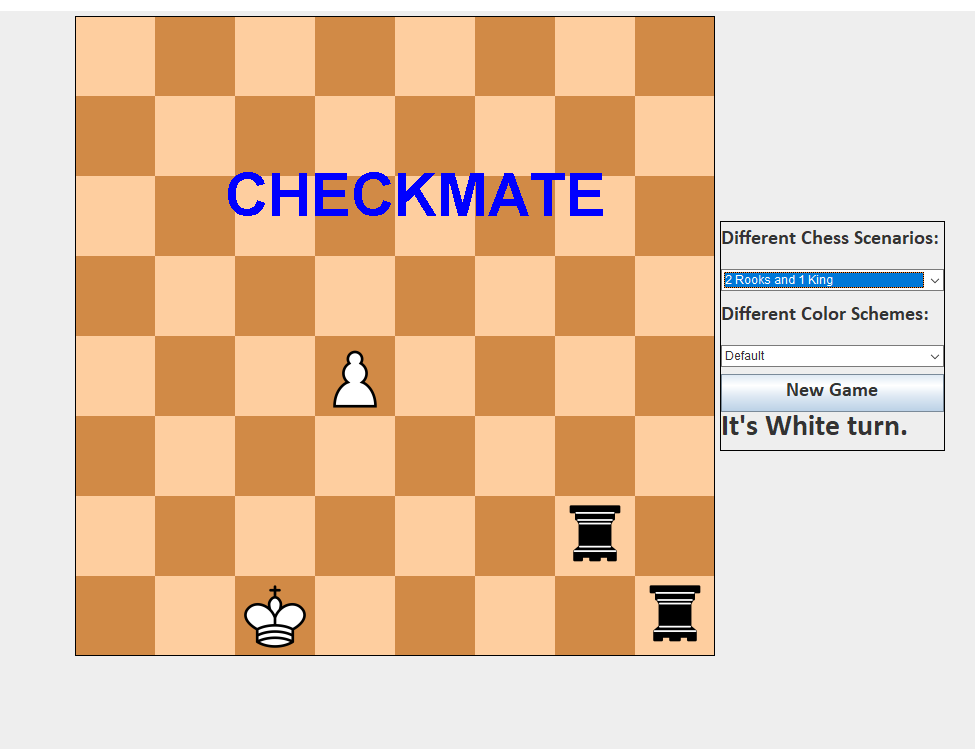 CHECKMATE
Different Chess Scenarios:
2 Rooks and 1 King
Different Color Schemes:
Default
New Game
It's White turn.